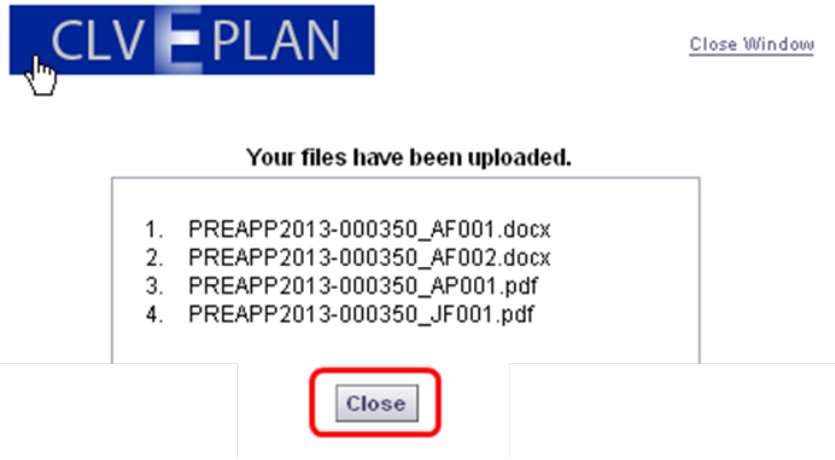 CLV EPLAN
Close Window
Your files have been uploaded.
1. PREAPP2013-000350_AF001.docx
2. PREAPP2013-000350_AF002.docx
3. PREAPP2013-000350_AP001.pdf
4. PREAPP2013-000350_JF001.pdf
Close